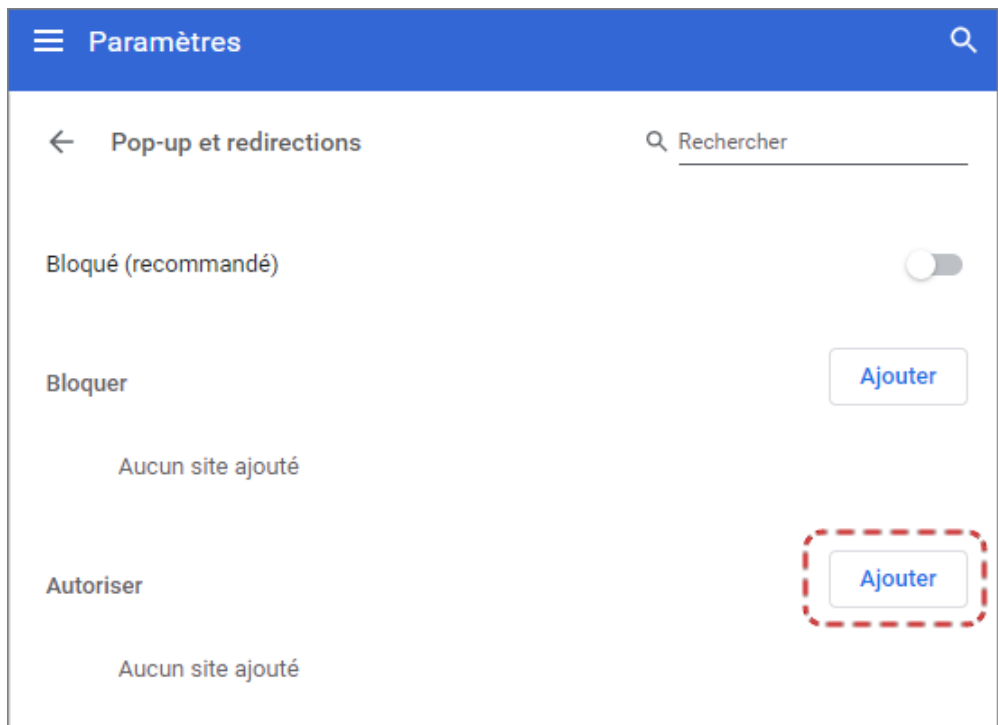 Paramètres
Pop-up et redirections
Rechercher
Bloqué (recommandé)
Bloquer
Ajouter
Aucun site ajouté
Autoriser
Ajouter
Aucun site ajouté